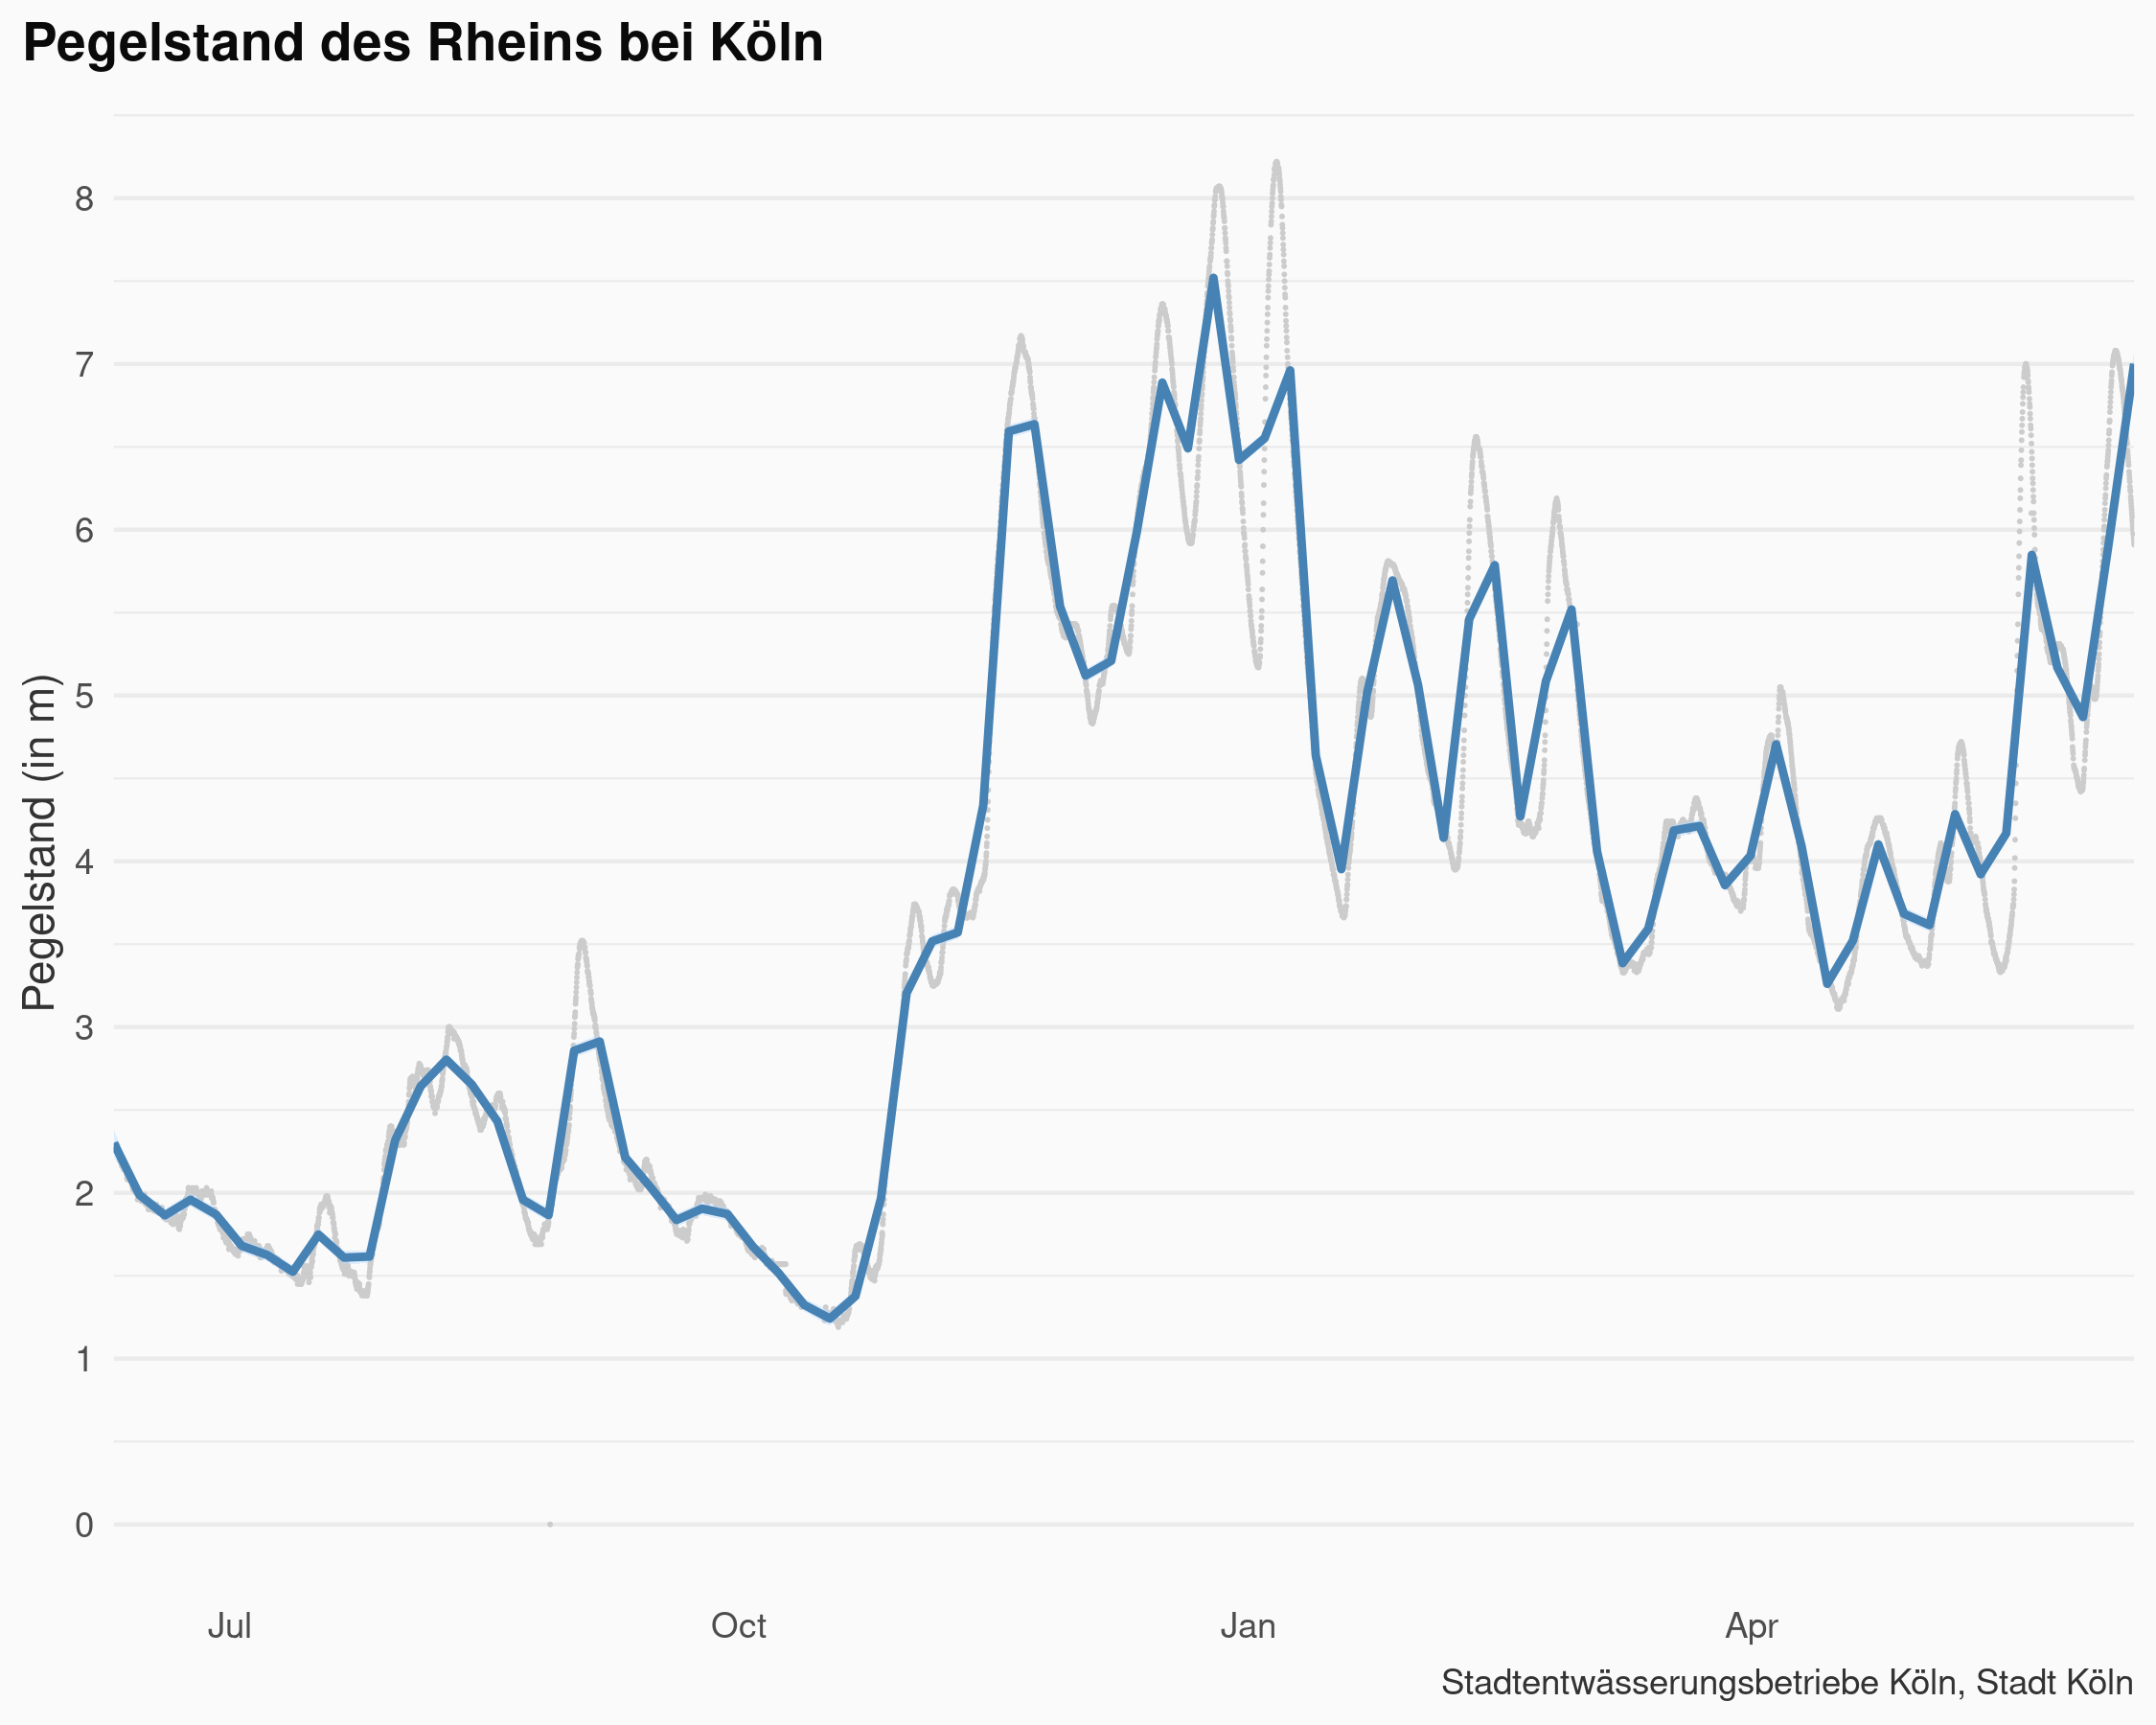 Pegelstand des Rheins bei Köln
Pegelstand (in m)
8
7
6
5
4
3
2
1
0
Jul Oct Jan Apr
Stadtentwässerungsbetriebe Köln, Stadt Köln